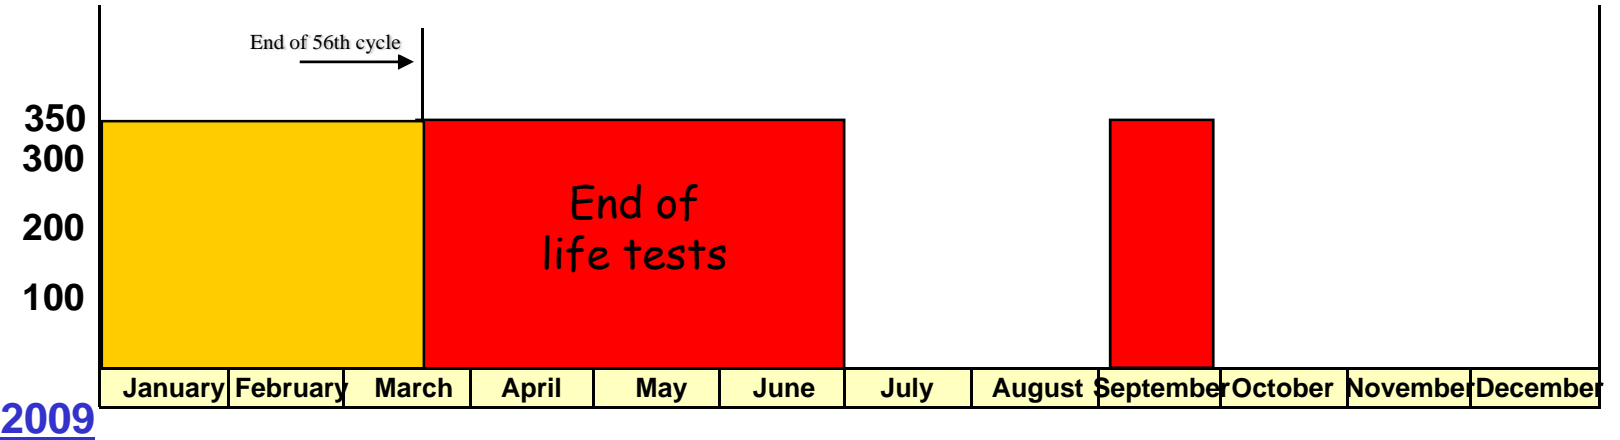 End of 56th cycle
350
300
200
100
End of
life tests
January February March April May June July August September October November December
2009